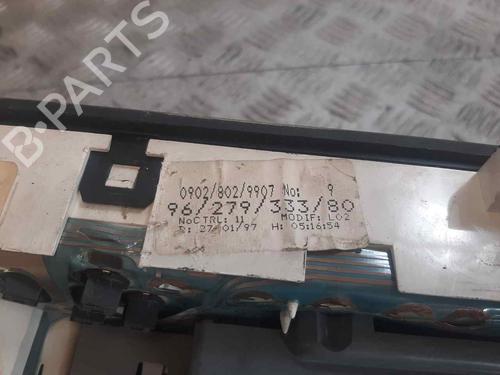 B-PARTS
0902/802/9907 No: 9
96/279/333/80
NoCTRL: 11 MODIF: L02
D: 27/01/97 H: 05:16:54